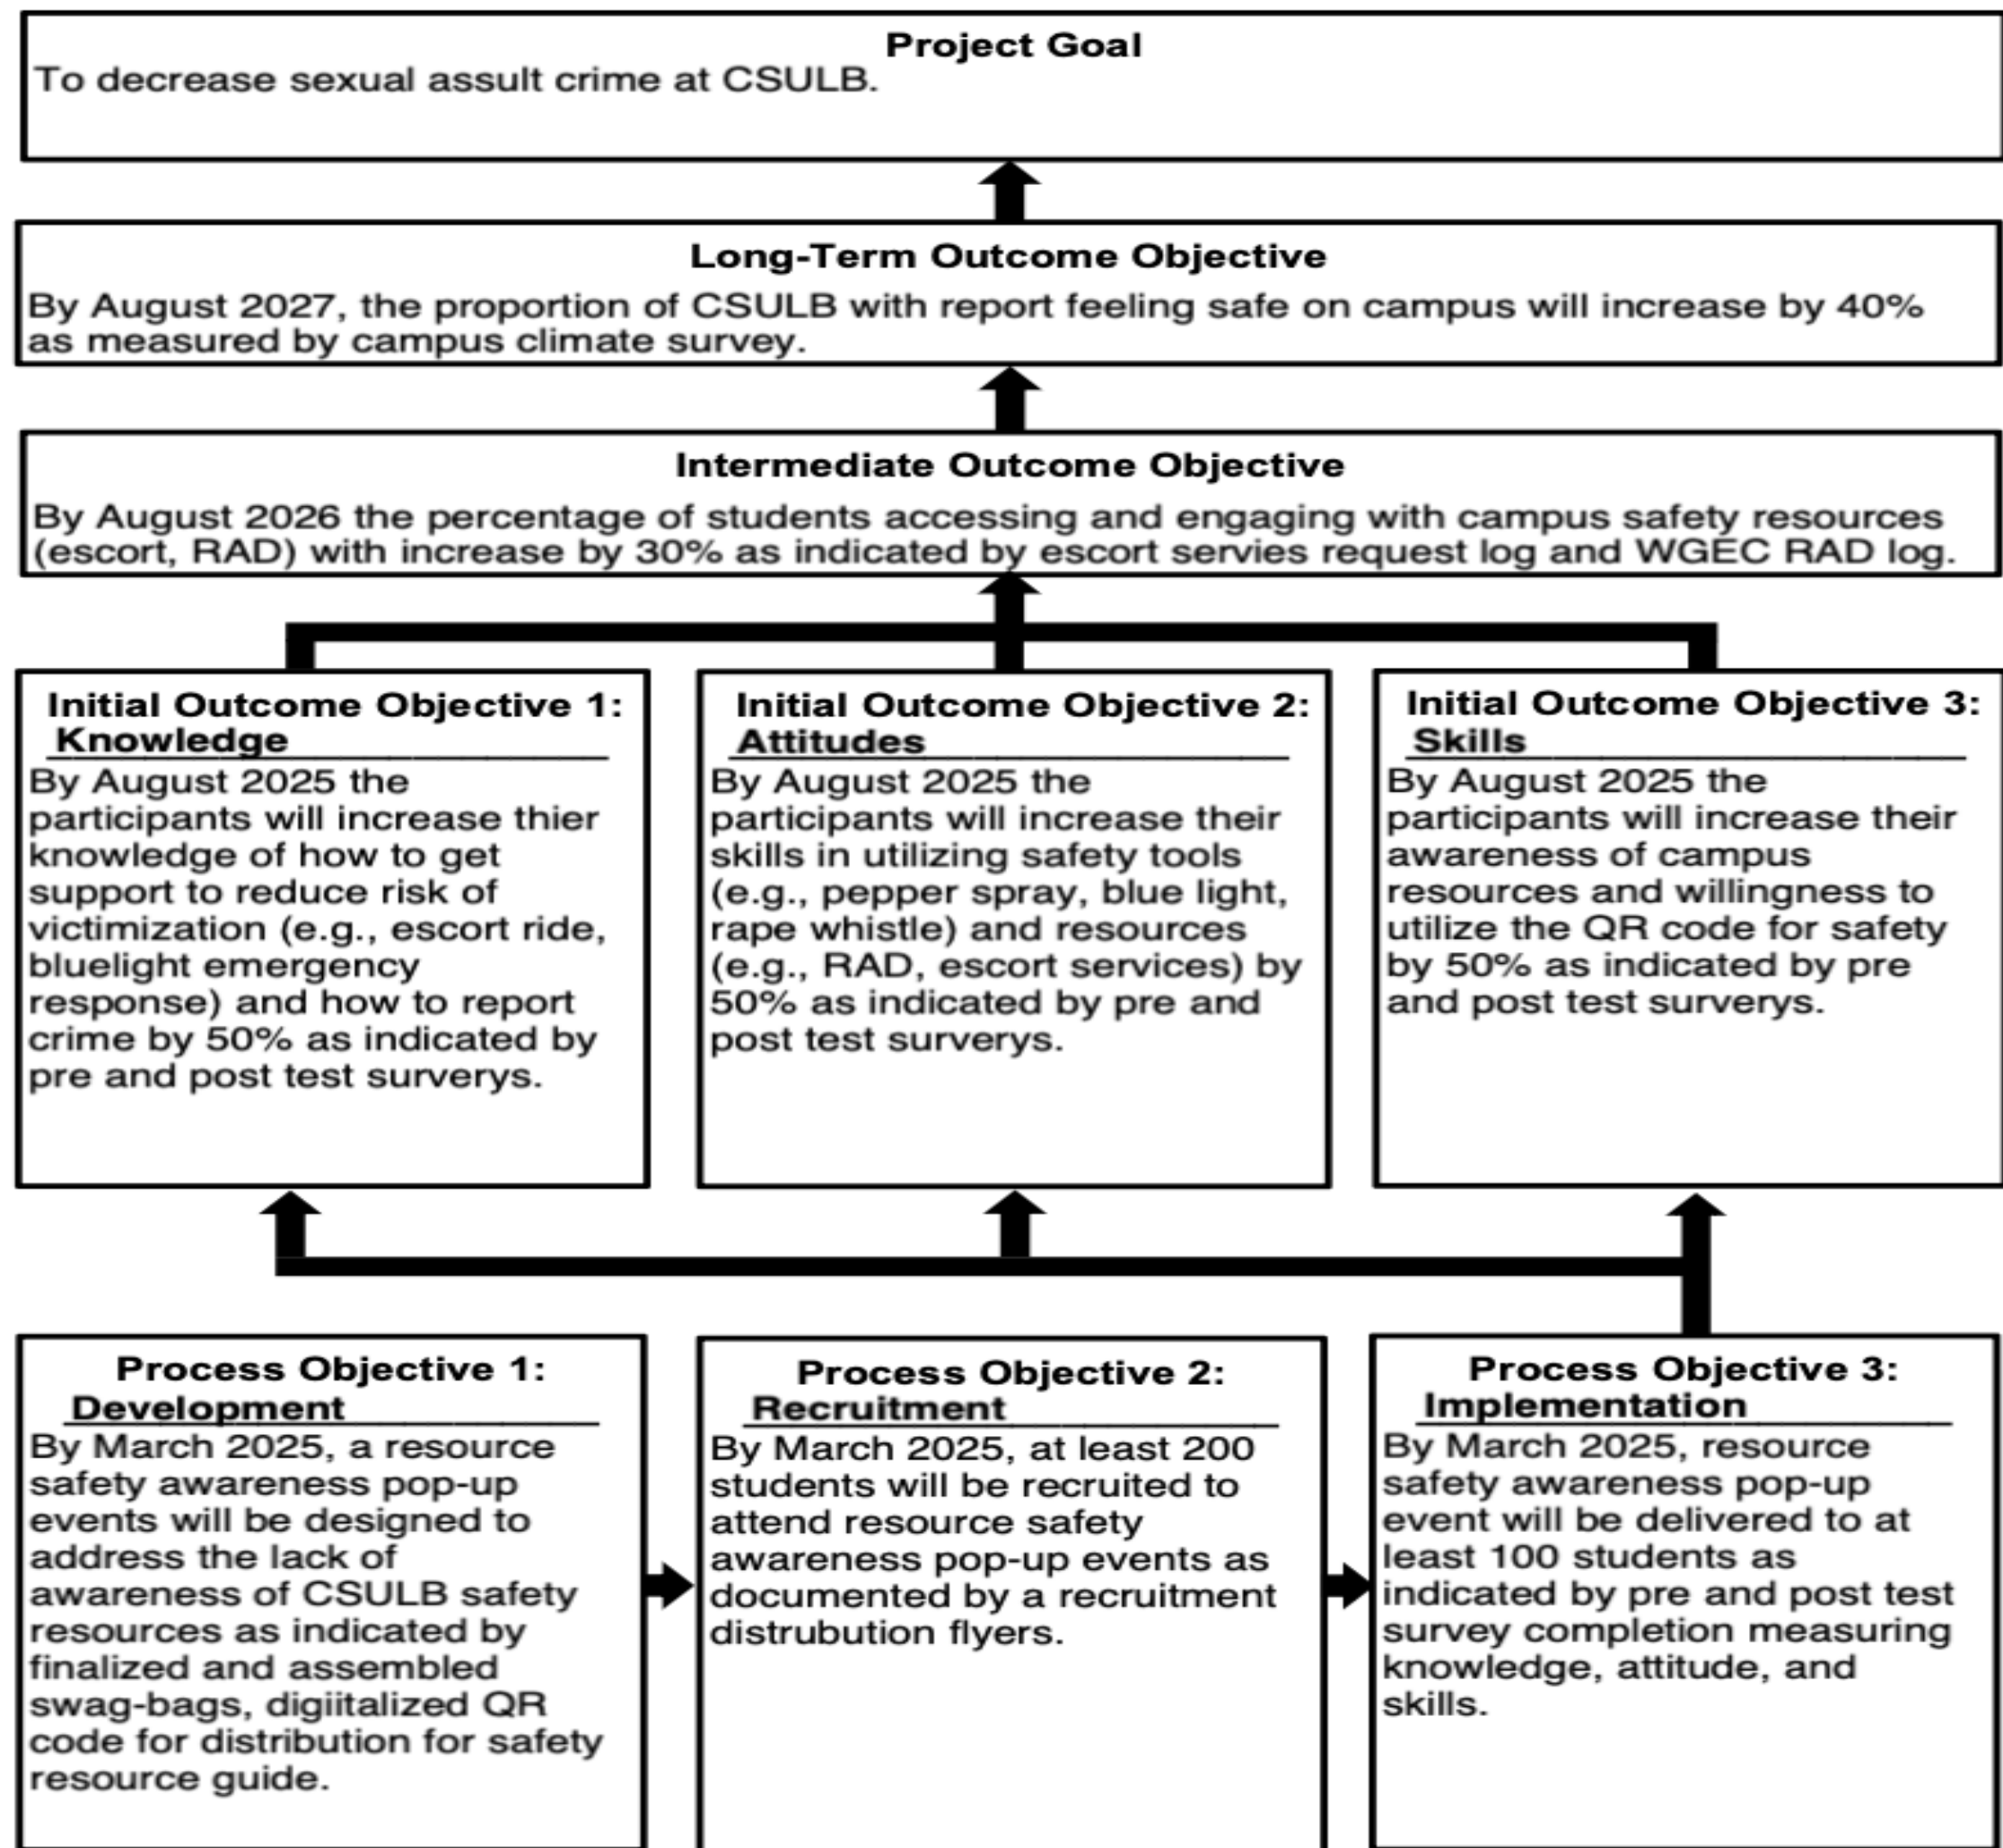 Project Goal
To decrease sexual assult crime at CSULB.
Long-Term Outcome Objective
By August 2027, the proportion of CSULB with report feeling safe on campus will increase by 40%
as measured by campus climate survey.
Intermediate Outcome Objective
By August 2026 the percentage of students accessing and engaging with campus safety resources
(escort, RAD) with increase by 30% as indicated by escort servies request log and WGEC RAD log.
Initial Outcome Objective 1:
Knowledge
By August 2025 the
participants will increase thier
knowledge of how to get
support to reduce risk of
victimization (e.g., escort ride,
bluelight emergency
response) and how to report
crime by 50% as indicated by
pre and post test surverys.
Initial Outcome Objective 2:
Attitudes
By August 2025 the
participants will increase their
skills in utilizing safety tools
(e.g., pepper spray, blue light,
rape whistle) and resources
(e.g., RAD, escort services) by
50% as indicated by pre and
post test surverys.
Initial Outcome Objective 3:
Skills
By August 2025 the
participants will increase their
awareness of campus
resources and willingness to
utilize the QR code for safety
by 50% as indicated by pre
and post test surverys.
Process Objective 1:
Development
By March 2025, a resource
safety awareness pop-up
events will be designed to
address the lack of
awareness of CSULB safety
resources as indicated by
finalized and assembled
swag-bags, digiitalized QR
code for distribution for safety
resource guide.
Process Objective 2:
Recruitment
By March 2025, at least 200
students will be recruited to
attend resource safety
awareness pop-up events as
documented by a recruitment
distrubution flyers.
Process Objective 3:
Implementation
By March 2025, resource
safety awareness pop-up
event will be delivered to at
least 100 students as
indicated by pre and post test
survey completion measuring
knowledge, attitude, and
skills.